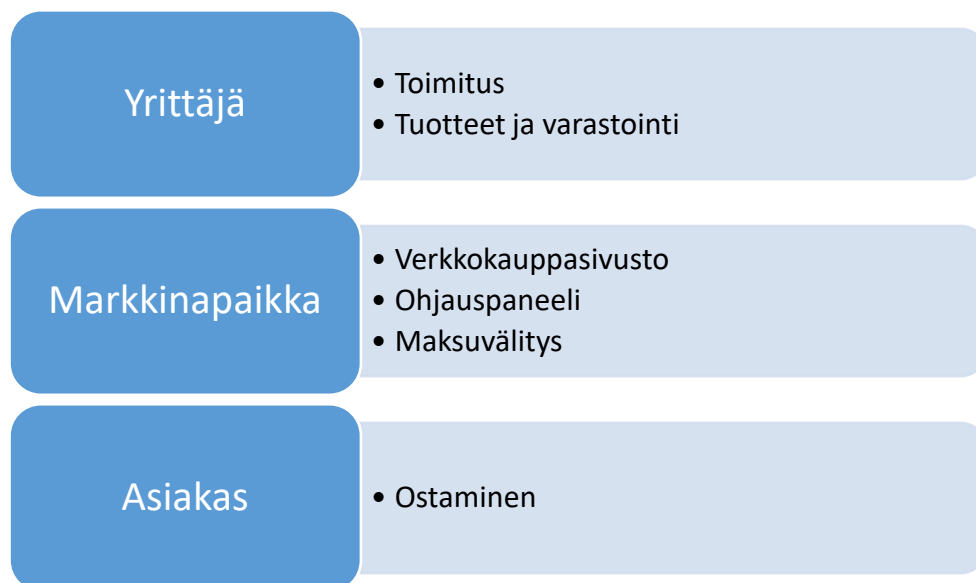 Yrittäjä
• Toimitus
• Tuotteet ja varastointi
Markkinapaikka
• Verkkokauppasivusto
• Ohjauspaneeli
• Maksuvälitys
Asiakas
• Ostaminen